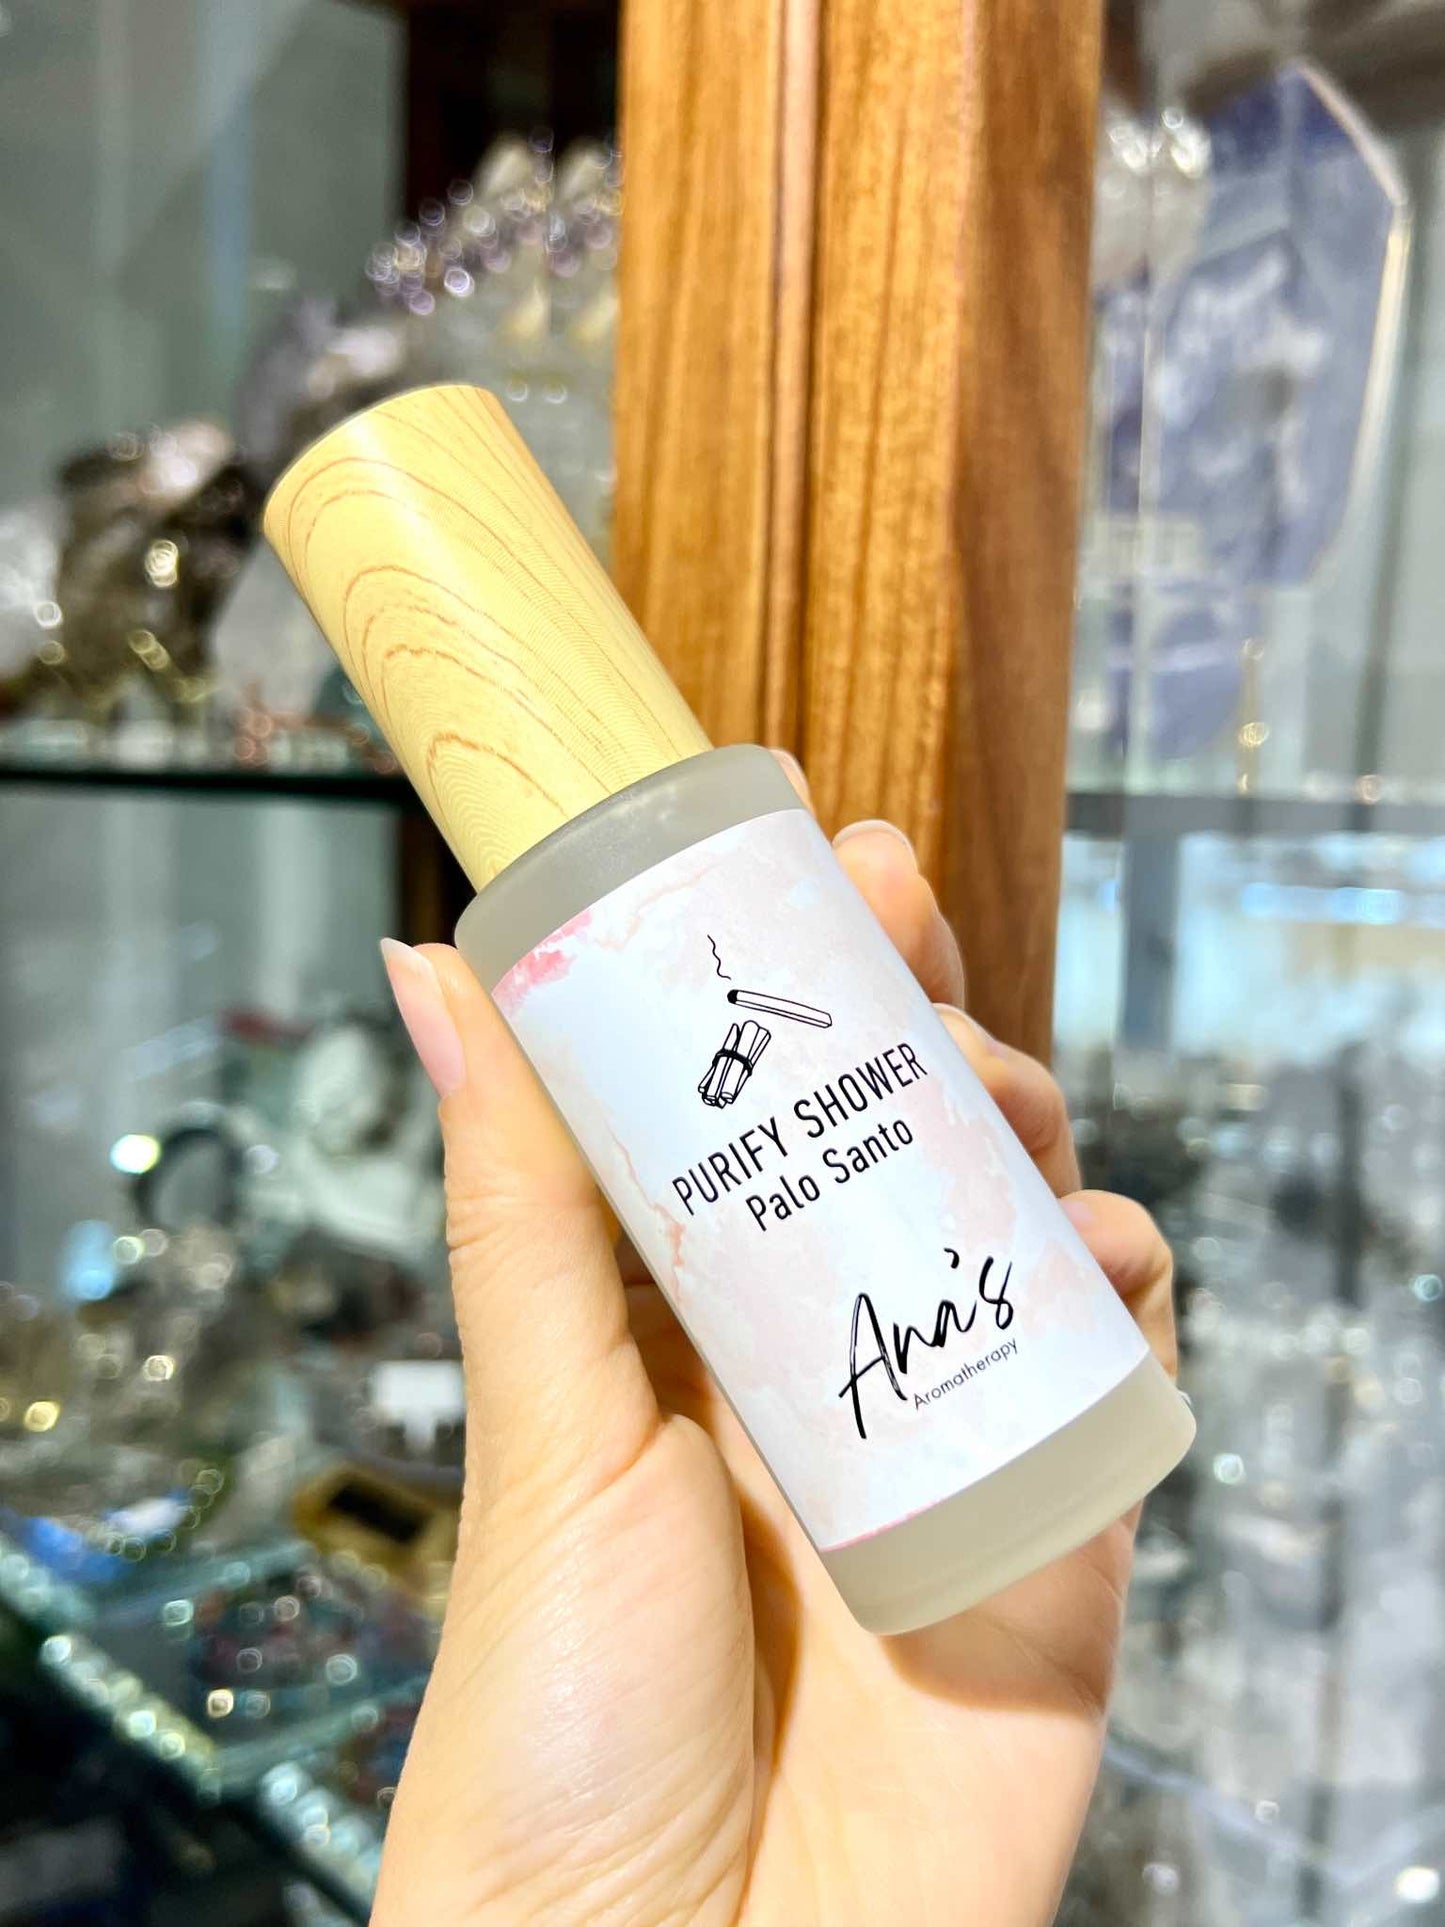 PURIFY SHOWER
Palo Santo
Ana's
Aromatherapy